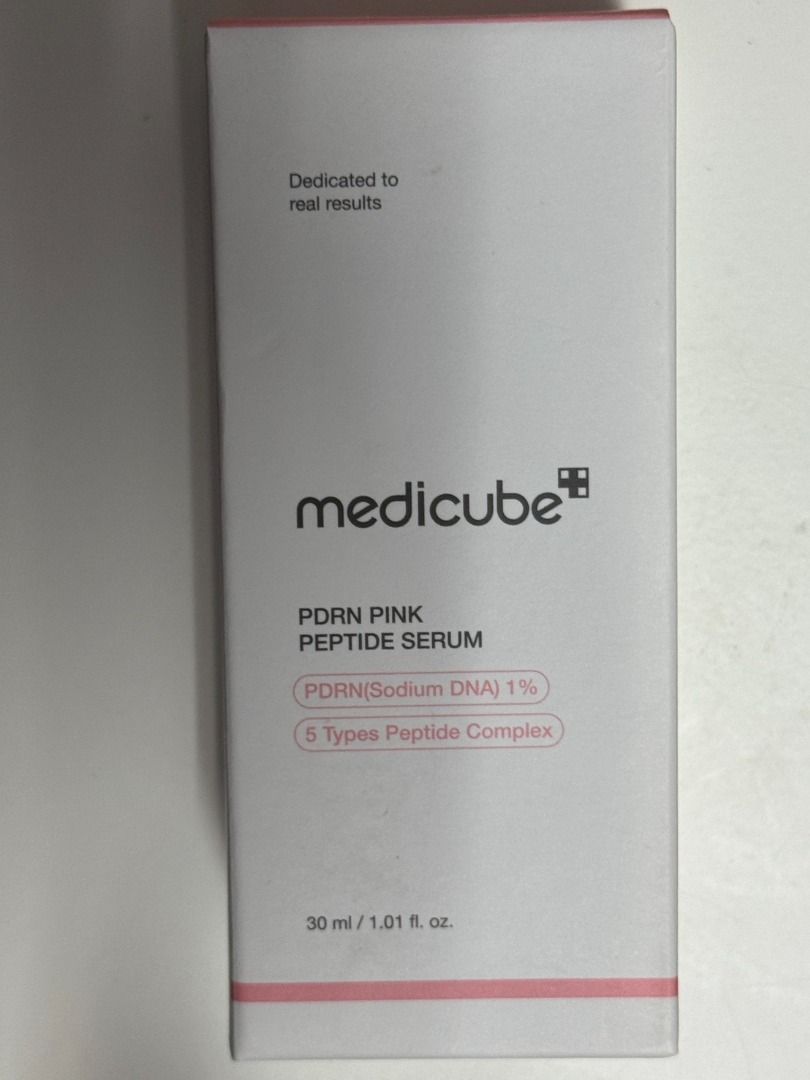 Dedicated to
real results
medicube
PDRN PINK
PEPTIDE SERUM
PDRN(Sodium DNA) 1%
5 Types Peptide Complex
30 ml / 1.01 fl. oz.